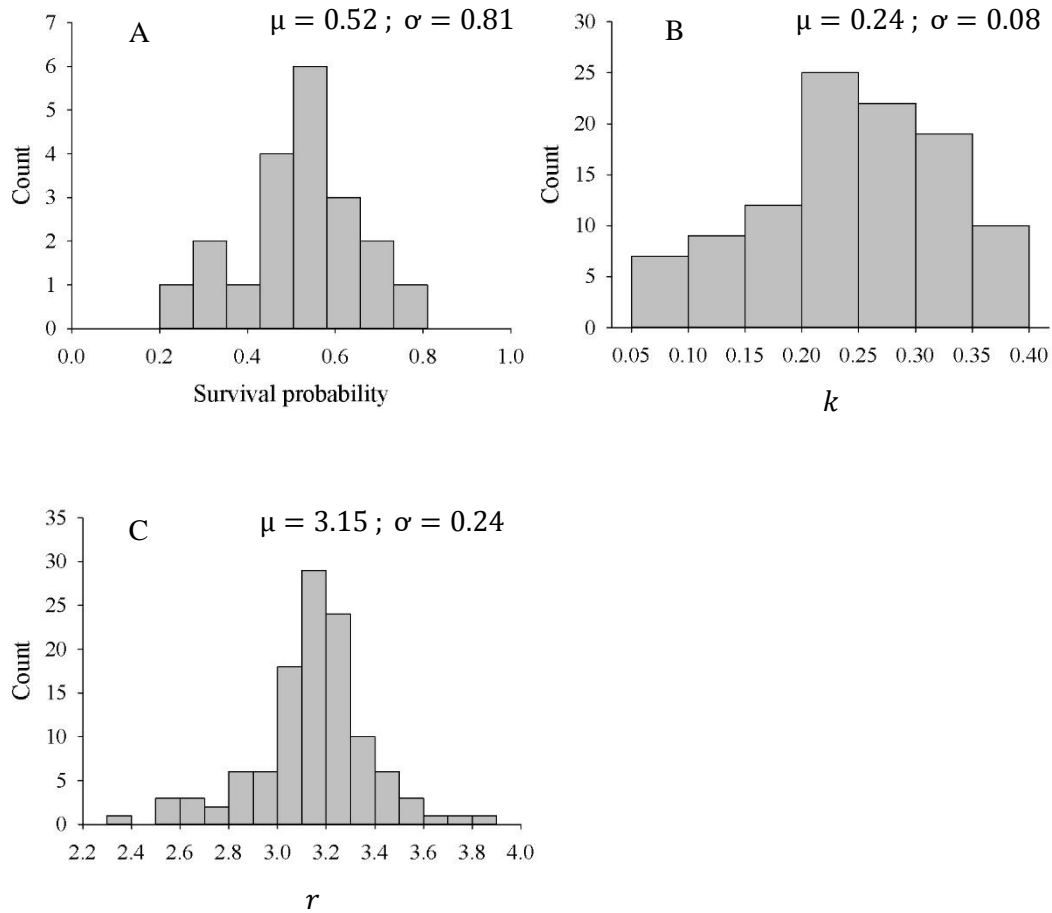 A
μ = 0.52 ; σ = 0.81
7
6
5
4
3
2
1
0
Count
0.0 0.2 0.4 0.6 0.8 1.0
Survival probability
B
μ = 0.24 ; σ = 0.08
30
25
20
15
10
5
0
Count
0.05 0.10 0.15 0.20 0.25 0.30 0.35 0.40
k
C
μ = 3.15 ; σ = 0.24
35
30
25
20
15
10
5
0
Count
2.2 2.4 2.6 2.8 3.0 3.2 3.4 3.6 3.8 4.0
r